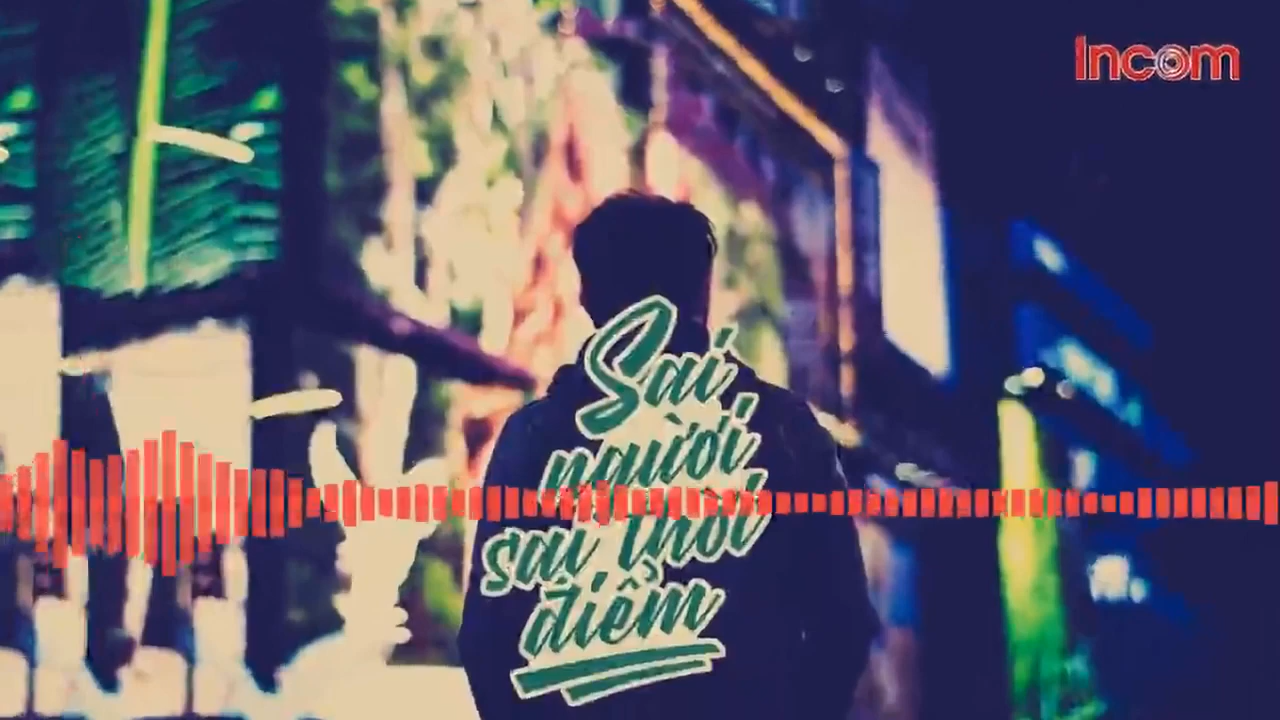 Incom
Sai
người
sai thời
điểm